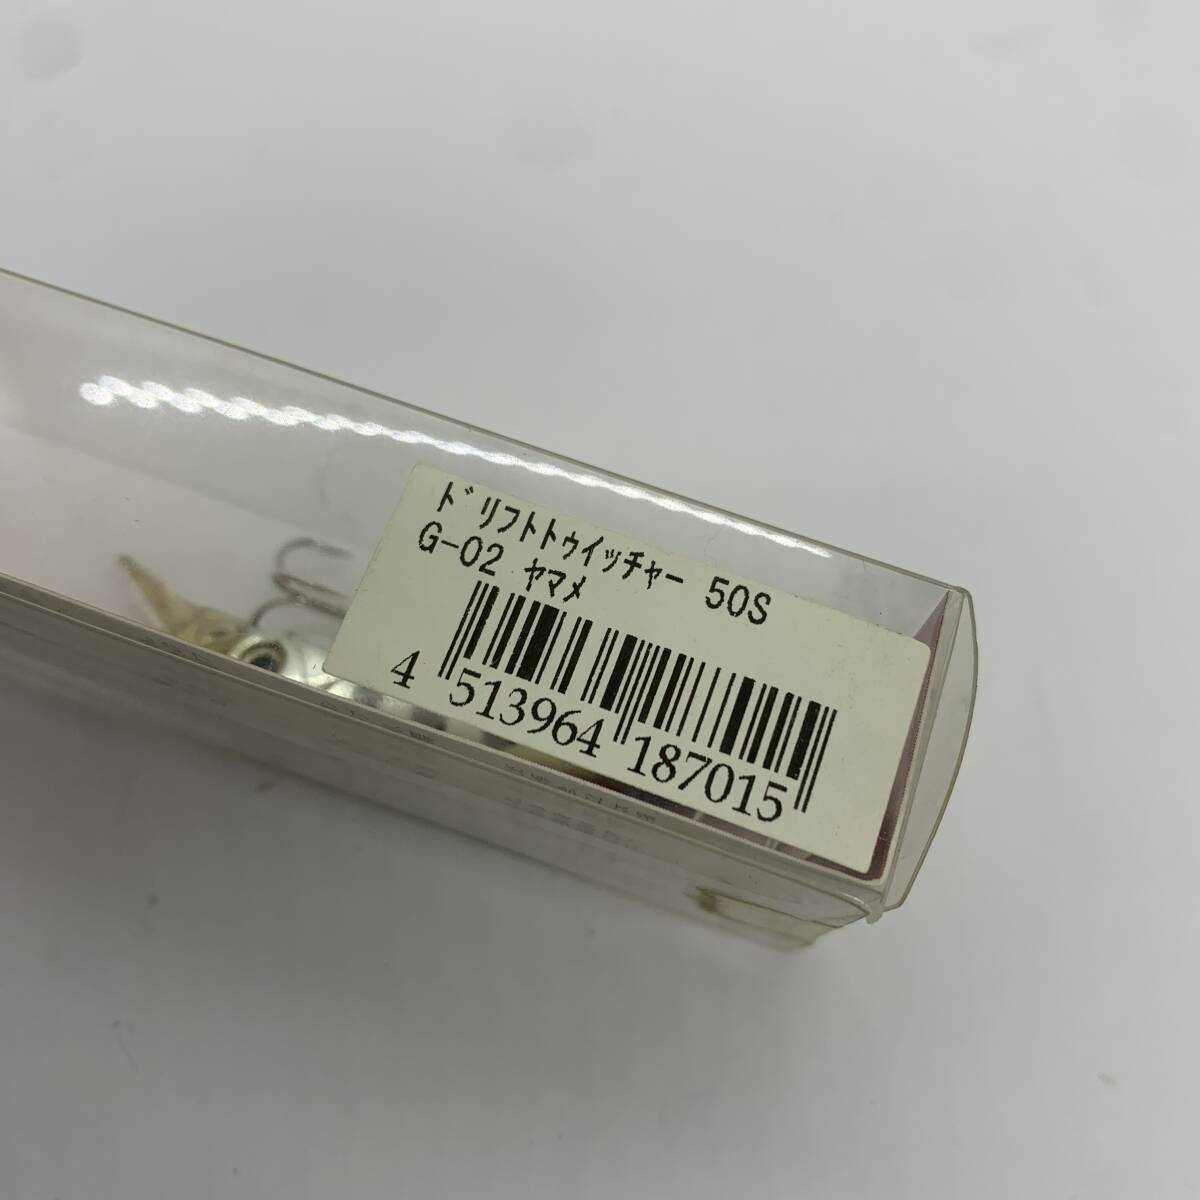 ﾄﾞﾘﾌﾄﾄｩｲｯﾁｬｰ 50S
G-02 ﾔﾏﾒ
4 513964 187015